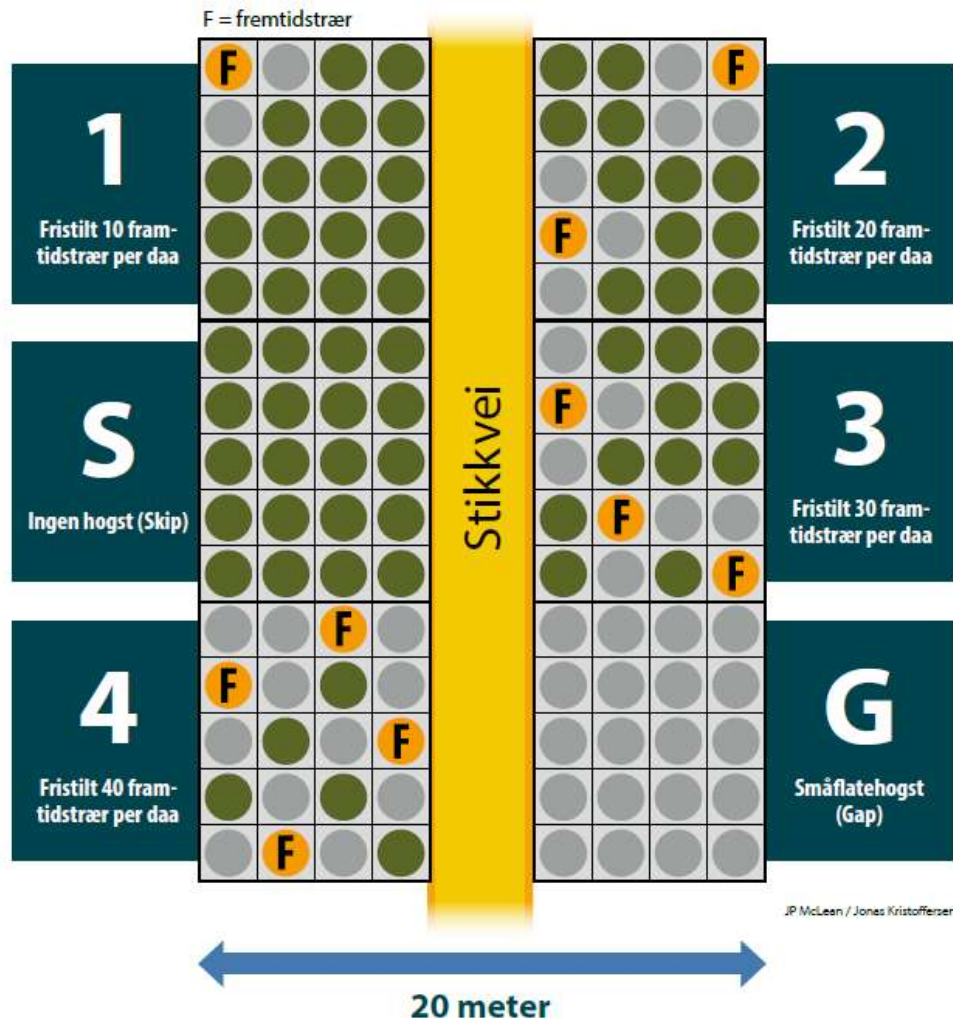 F = fremtidstrær
F
F
1
Fristilt 10 fram-
tidstrær per daa
2
Fristilt 20 fram-
tidstrær per daa
F
S
Ingen hogst (Skip)
Stikkvei
F
3
Fristilt 30 fram-
tidstrær per daa
F
F
F
F
F
F
4
Fristilt 40 fram-
tidstrær per daa
G
Småflatehogst
(Gap)
JP McLean / Jonas Kristoffersen
20 meter